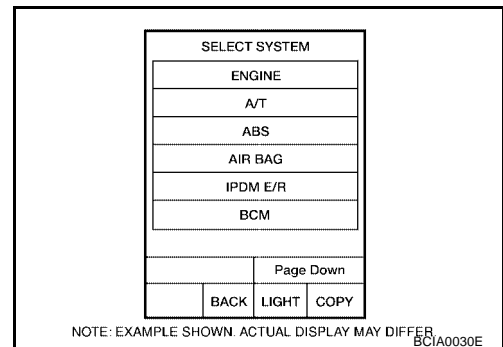 SELECT SYSTEM
ENGINE
A/T
ABS
AIR BAG
IPDM E/R
BCM
Page Down
BACK LIGHT COPY
NOTE: EXAMPLE SHOWN. ACTUAL DISPLAY MAY DIFFER.
BCIA0030E